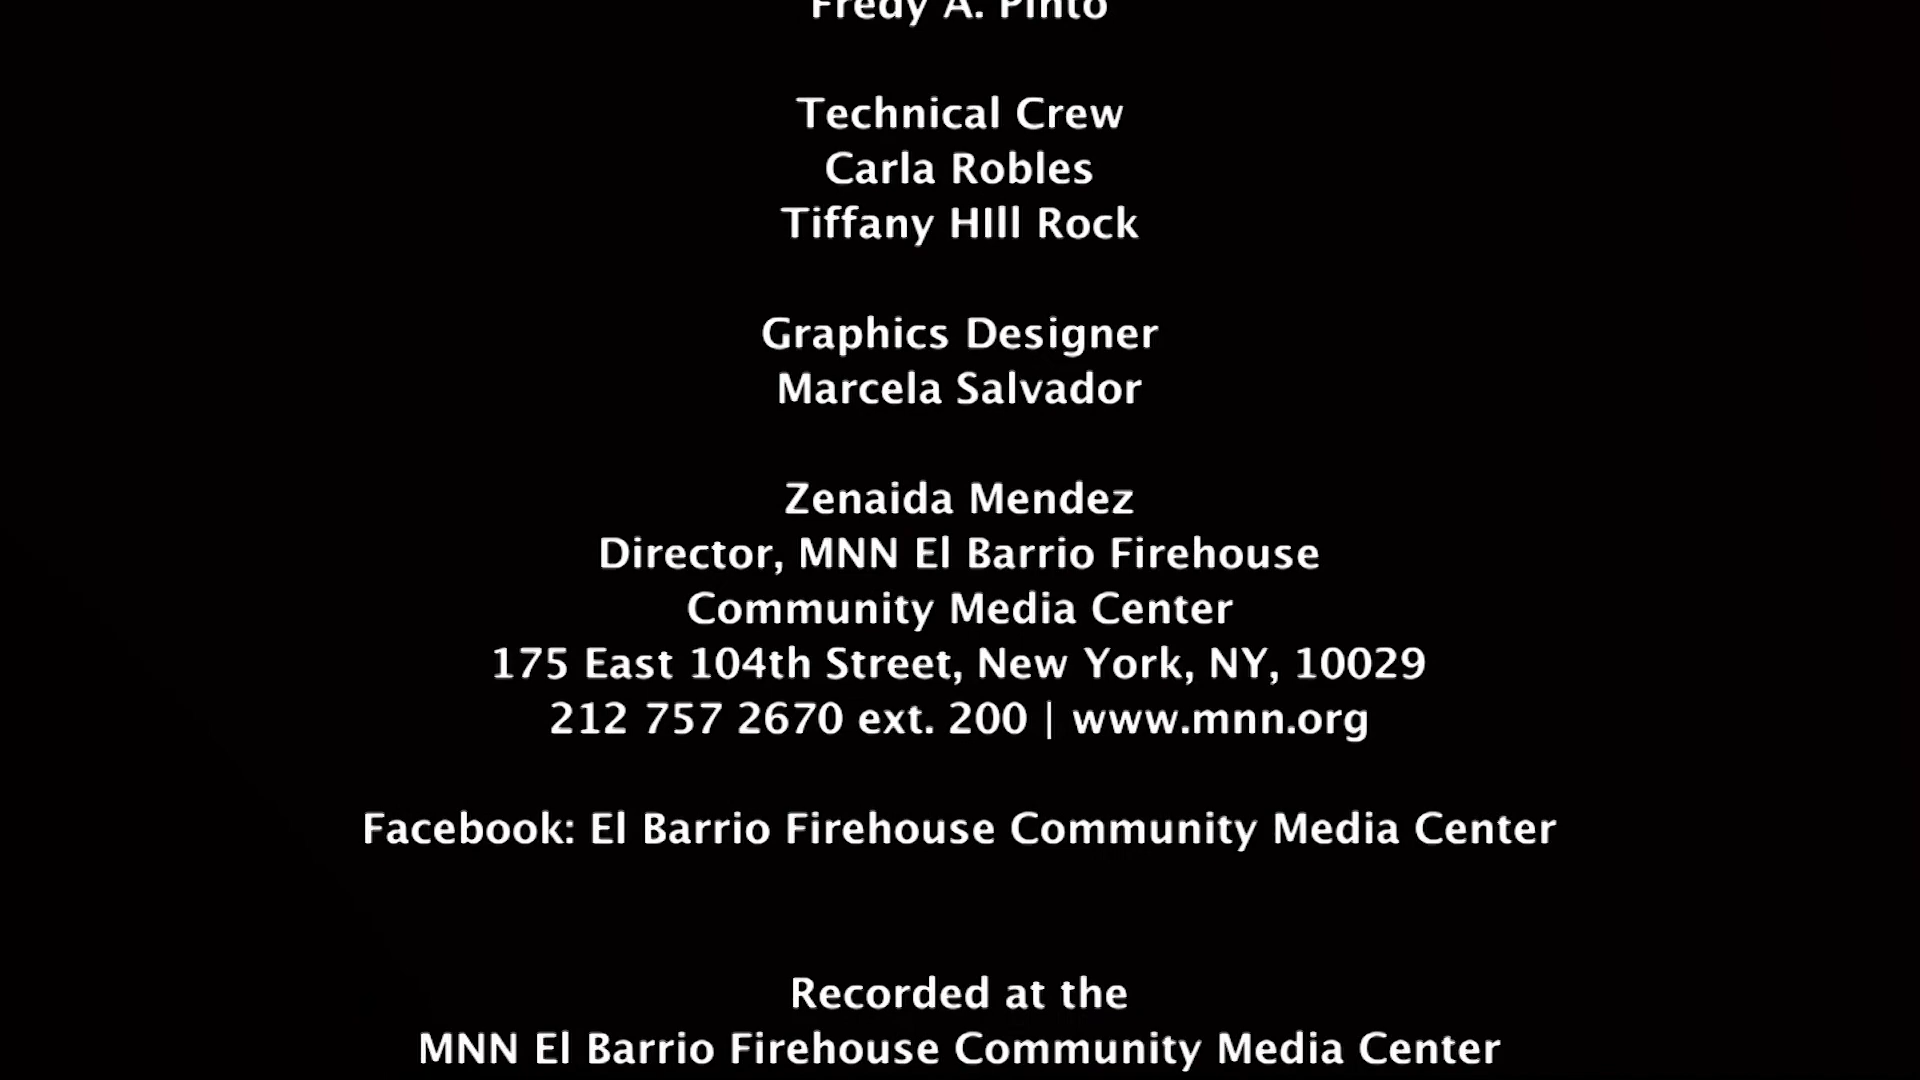 Fredy A. Pinto
Technical Crew
Carla Robles
Tiffany HIll Rock
Graphics Designer
Marcela Salvador
Zenaida Mendez
Director, MNN El Barrio Firehouse
Community Media Center
175 East 104th Street, New York, NY, 10029
212 757 2670 ext. 200 | www.mnn.org
Facebook: El Barrio Firehouse Community Media Center
Recorded at the
MNN El Barrio Firehouse Community Media Center